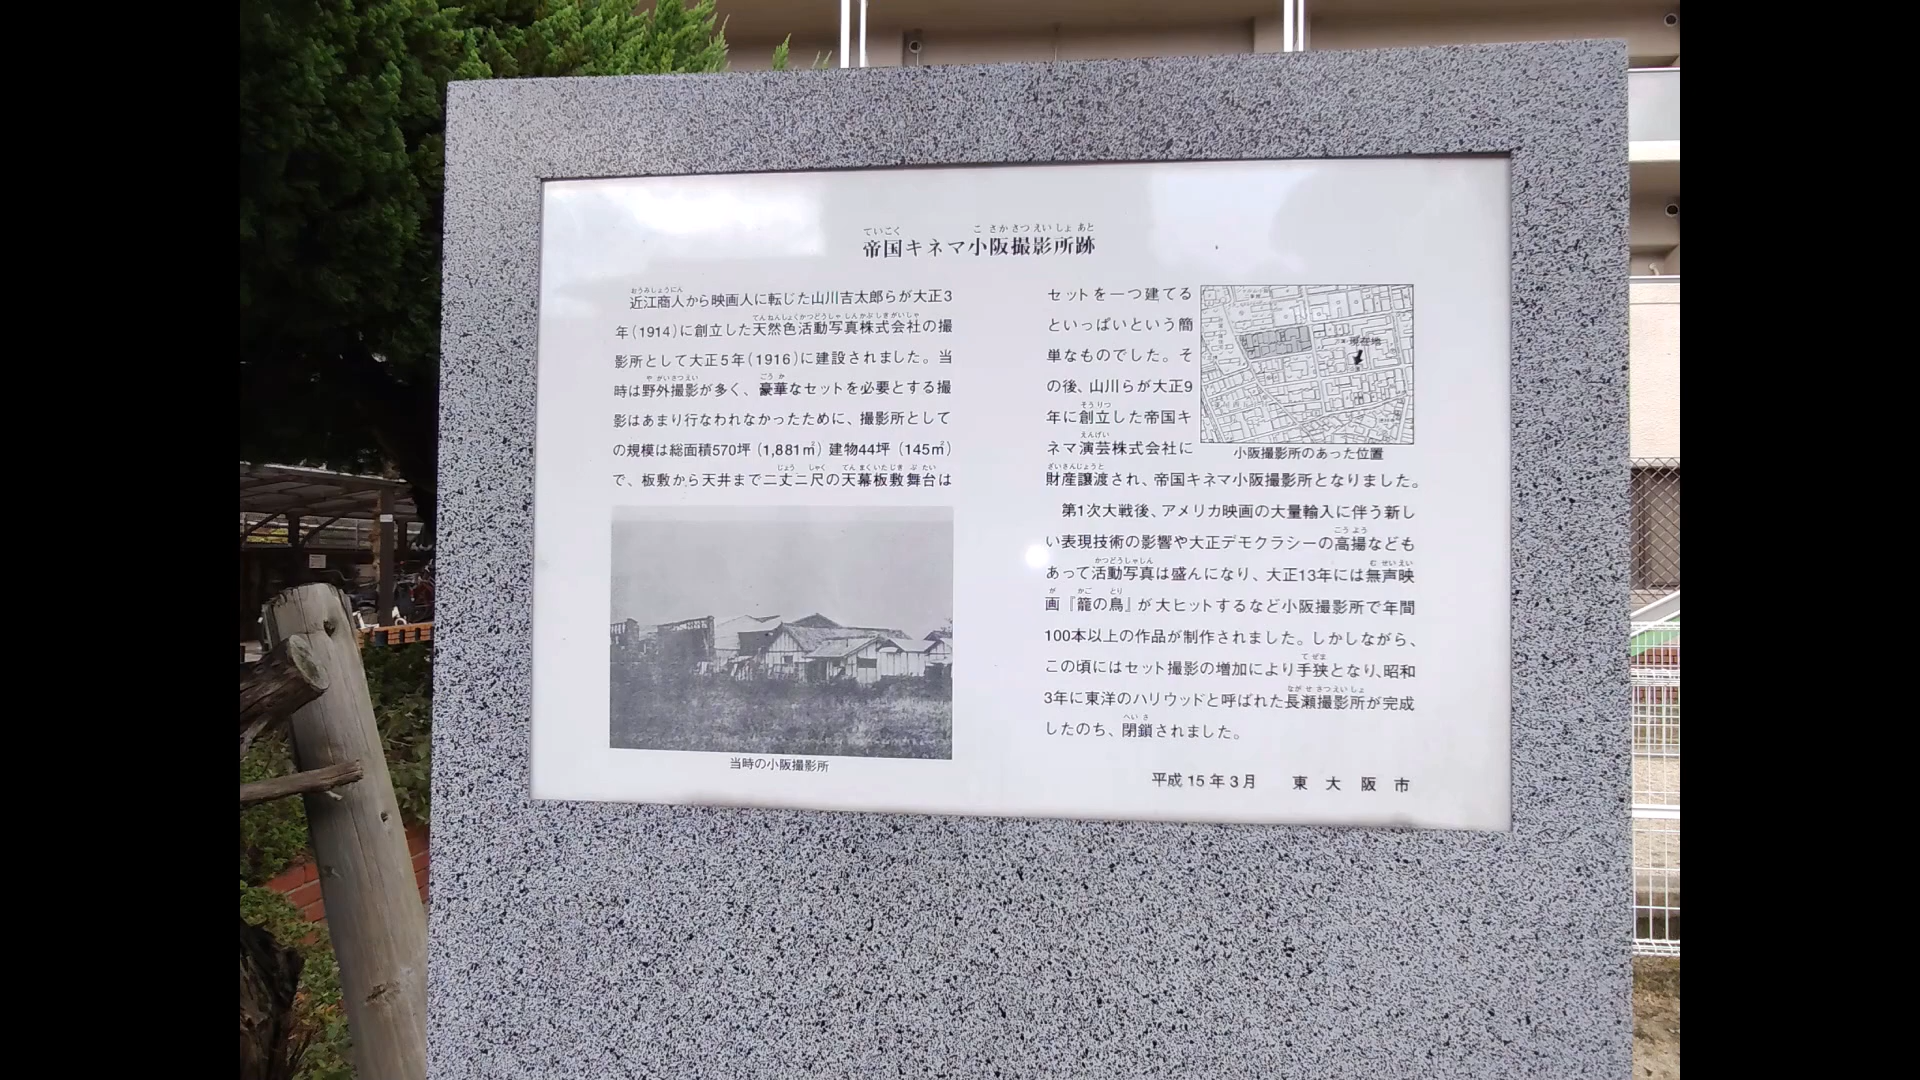 帝国キネマ小阪撮影所跡
近江商人から映画人に転じた山川吉太郎らが大正3
年(1914)に創立した天然色活動写真株式会社の撮
影所として大正5年(1916)に建設されました。当
時は野外撮影が多く、豪華なセットを必要とする撮
影はあまり行なわれなかったために、撮影所として
の規模は総面積570坪(1,881㎡)建物44坪(145㎡)
で、板敷から天井まで二丈二尺の天幕板敷舞台は
当時の小阪撮影所
セットを一つ建てる
といっぱいという簡
単なものでした。そ
の後、山川らが大正9
年に創立した帝国キ
ネマ演芸株式会社に
財産譲渡され、帝国キネマ小阪撮影所となりました。
現在地
小阪撮影所のあった位置
第1次大戦後、アメリカ映画の大量輸入に伴う新し
い表現技術の影響や大正デモクラシーの高揚なども
あって活動写真は盛んになり、大正13年には無声映
画『籠の鳥』が大ヒットするなど小阪撮影所で年間
100本以上の作品が制作されました。しかしながら、
この頃にはセット撮影の増加により手狭となり、昭和
3年に東洋のハリウッドと呼ばれた長瀬撮影所が完成
したのち、閉鎖されました。
平成15年3月 東大阪市